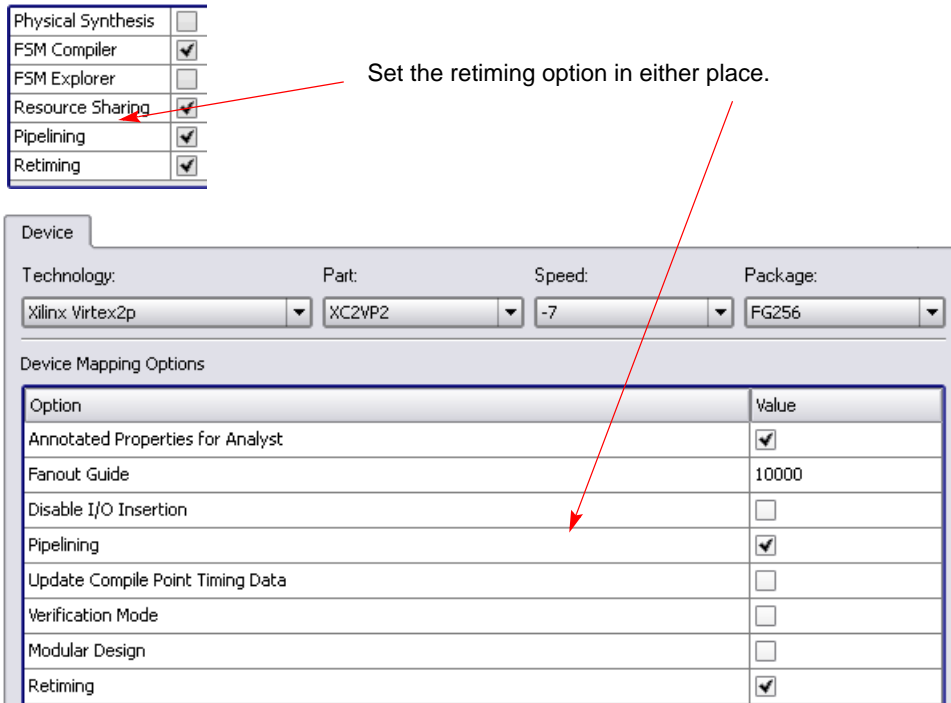 Physical Synthesis
FSM Compiler
FSM Explorer
Resource Sharing
Pipelining
Retiming
Set the retiming option in either place.
Device
Technology: Part: Speed: Package:
Xilinx Virtex2p XC2VP2 -7 FG256
Device Mapping Options
Option Value
Annotated Properties for Analyst
Fanout Guide 10000
Disable I/O Insertion
Pipelining
Update Compile Point Timing Data
Verification Mode
Modular Design
Retiming